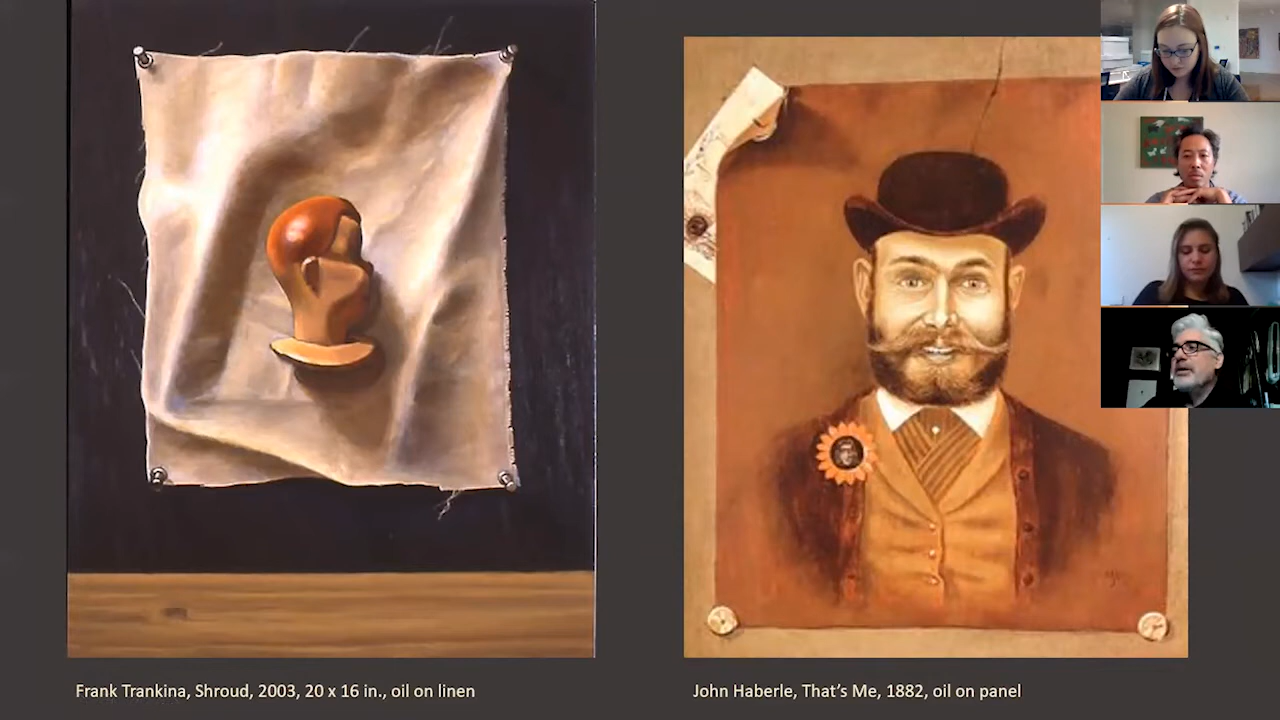 Frank Trankina, Shroud, 2003, 20 x 16 in., oil on linen
John Haberle, That’s Me, 1882, oil on panel